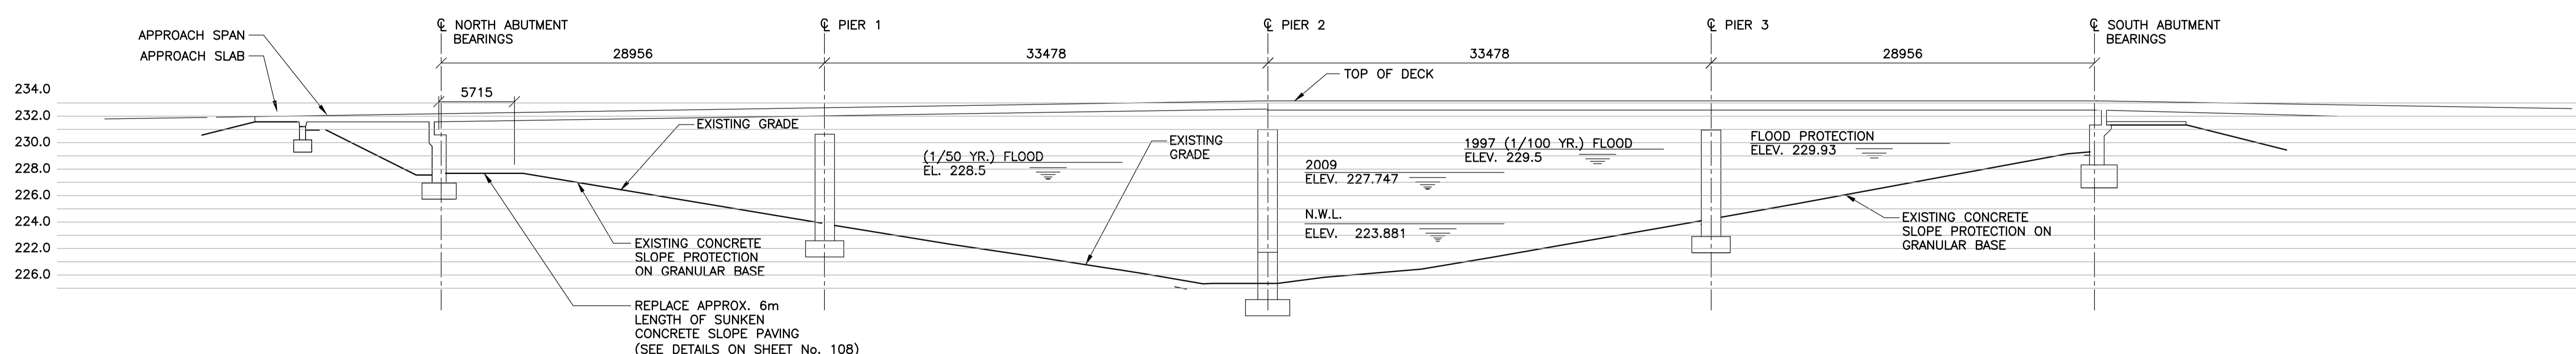 ℄ NORTH ABUTMENT
BEARINGS
℄ PIER 1
℄ PIER 2
℄ PIER 3
℄ SOUTH ABUTMENT
BEARINGS
APPROACH SPAN
APPROACH SLAB
28956
33478
33478
28956
5715
TOP OF DECK
234.0
232.0
230.0
228.0
226.0
224.0
222.0
226.0
EXISTING GRADE
EXISTING
GRADE
(1/50 YR.) FLOOD
EL. 228.5
2009
ELEV. 227.747
1997 (1/100 YR.) FLOOD
ELEV. 229.5
FLOOD PROTECTION
ELEV. 229.93
N.W.L.
ELEV. 223.881
EXISTING CONCRETE
SLOPE PROTECTION
ON GRANULAR BASE
EXISTING CONCRETE
SLOPE PROTECTION ON
GRANULAR BASE
REPLACE APPROX. 6m
LENGTH OF SUNKEN
CONCRETE SLOPE PAVING
(SEE DETAILS ON SHEET No. 108)